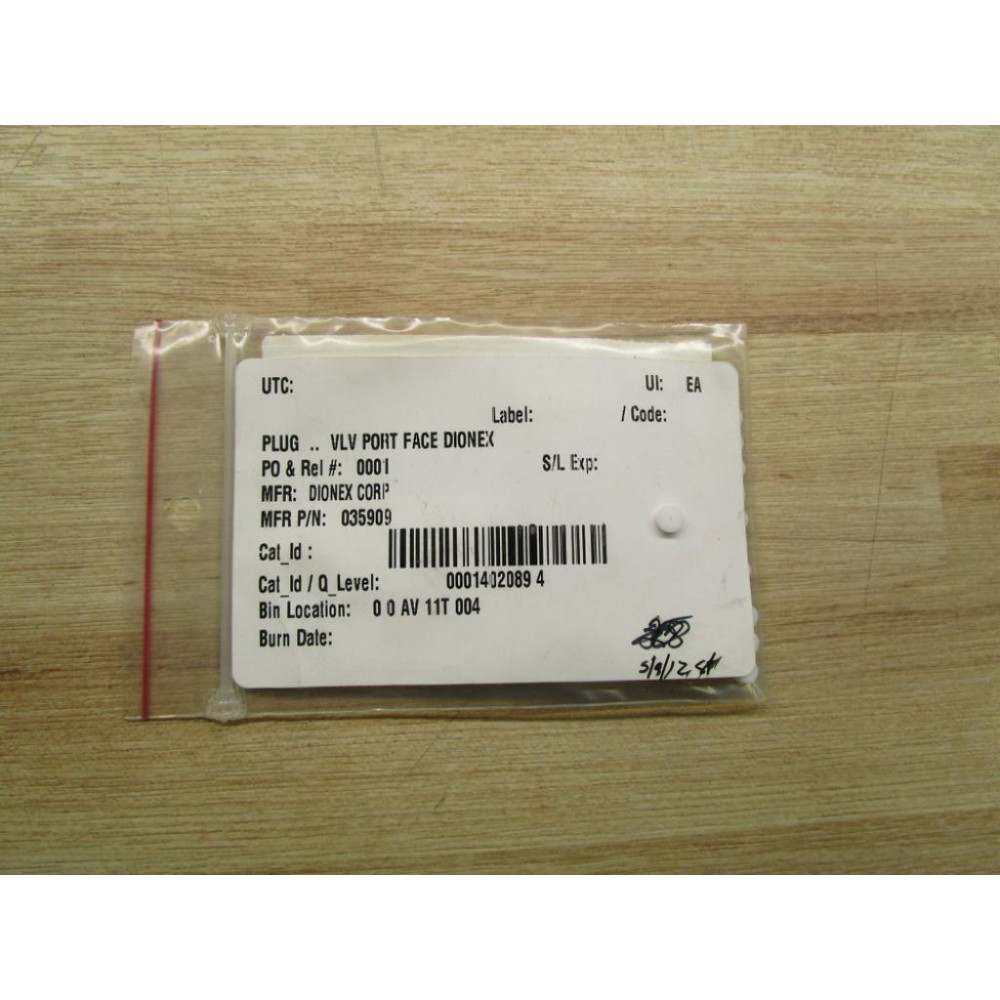 UTC: UI: EA
Label: / Code:
PLUG .. VLV PORT FACE DIONEX
PO & Rel #: 0001 S/L Exp:
MFR: DIONEX CORP
MFR P/N: 035909
Cat_Id :
Cat_Id / Q_Level: 0001402089 4
Bin Location: 0 0 AV 11T 004
Burn Date:
5/9/12